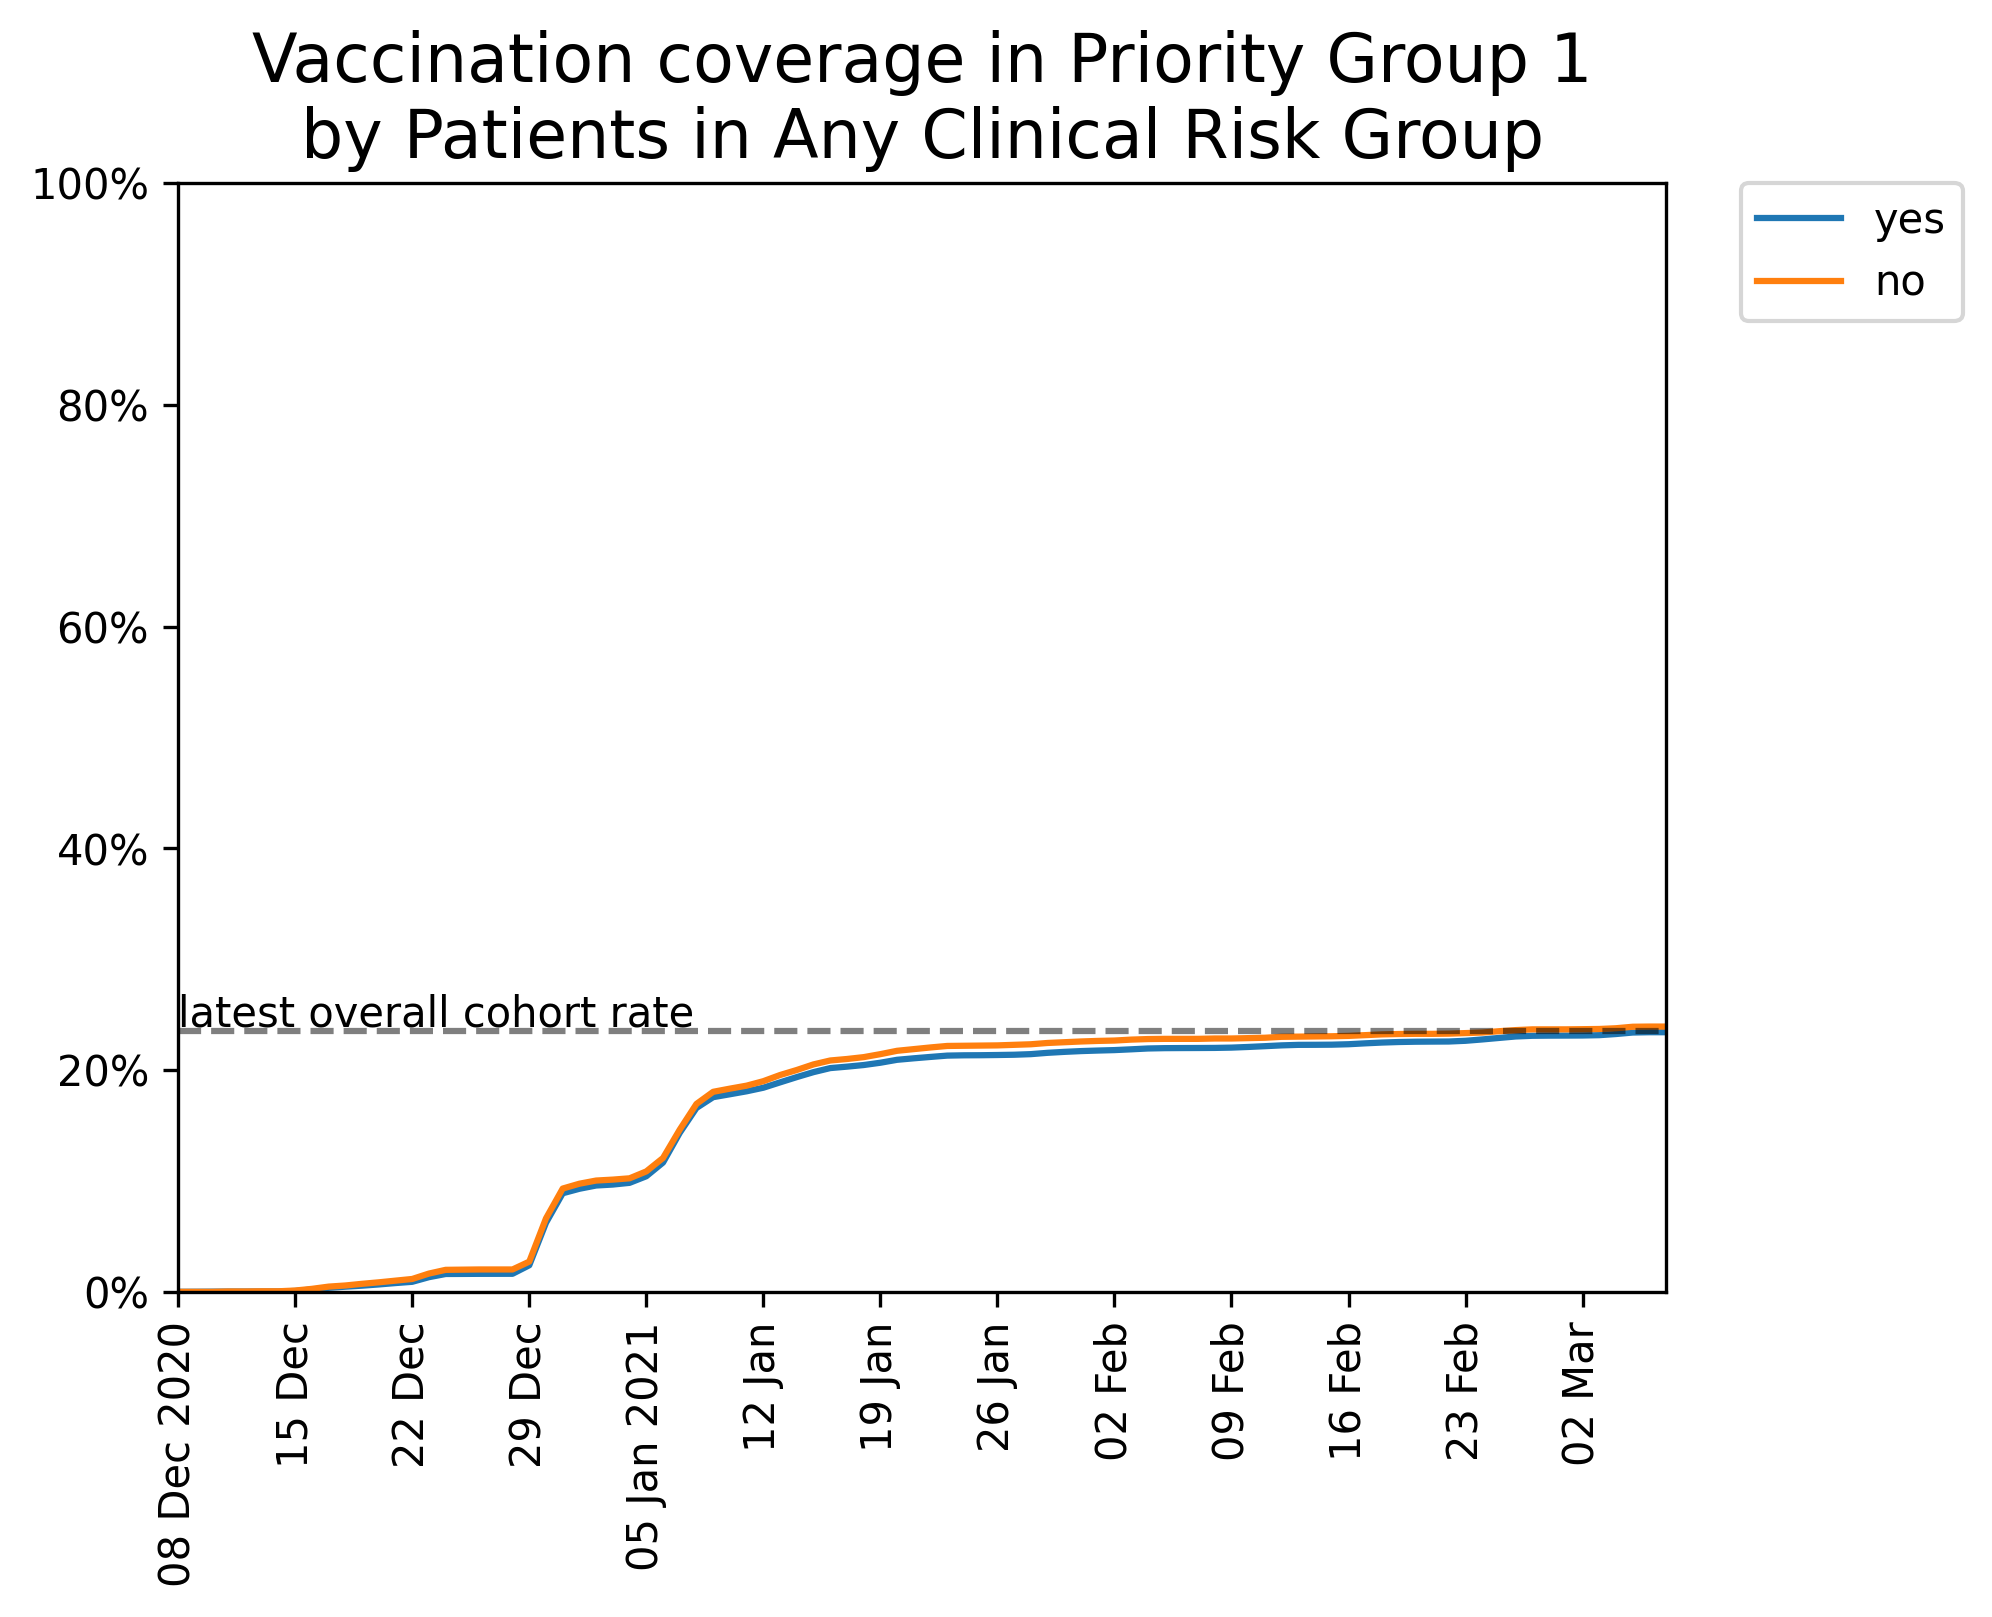 Vaccination coverage in Priority Group 1
by Patients in Any Clinical Risk Group
100%
80%
60%
40%
20%
0%
latest overall cohort rate
yes
no
08 Dec 2020
15 Dec
22 Dec
29 Dec
05 Jan 2021
12 Jan
19 Jan
26 Jan
02 Feb
09 Feb
16 Feb
23 Feb
02 Mar